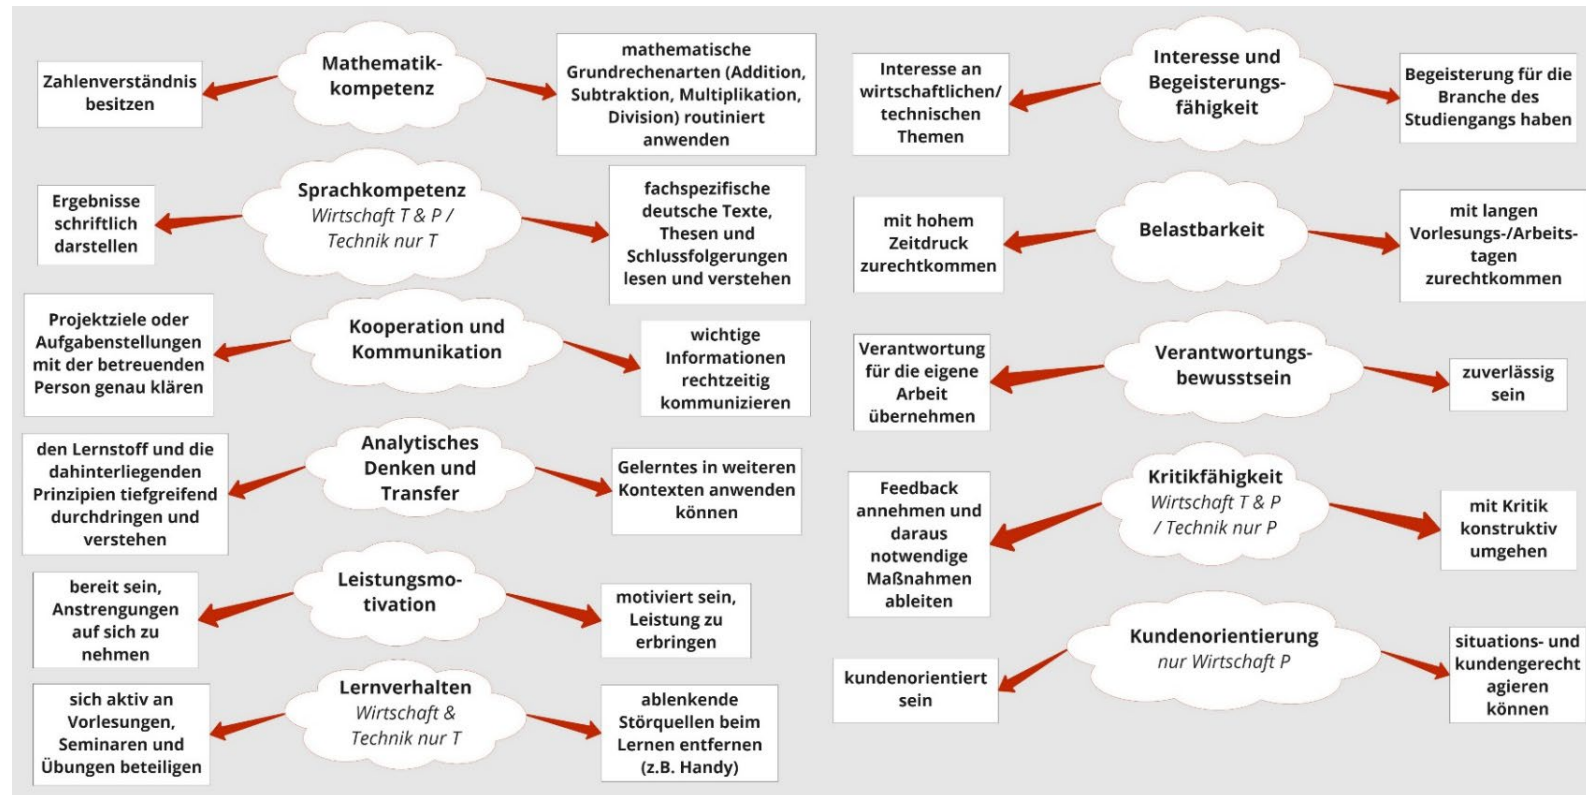 Mathematik-
kompetenz
Zahlenverständnis
besitzen
mathematische
Grundrechenarten (Addition,
Subtraktion, Multiplikation,
Division) routiniert
anwenden
Sprachkompetenz
Wirtschaft T & P /
Technik nur T
Ergebnisse
schriftlich
darstellen
fachspezifische
deutsche Texte,
Thesen und
Schlussfolgerungen
lesen und verstehen
Kooperation und
Kommunikation
Projektziele oder
Aufgabenstellungen
mit der betreuenden
Person genau klären
wichtige
Informationen
rechtzeitig
kommunizieren
Analytisches
Denken und
Transfer
den Lernstoff und die
dahinterliegenden
Prinzipien tiefgreifend
durchdringen und
verstehen
Gelerntes in weiteren
Kontexten anwenden
können
Leistungsmo-
tivation
bereit sein,
Anstrengungen
auf sich zu
nehmen
motiviert sein,
Leistung zu
erbringen
Lernverhalten
Wirtschaft &
Technik nur T
sich aktiv an
Vorlesungen,
Seminaren und
Übungen beteiligen
ablenkende
Störquellen beim
Lernen entfernen
(z.B. Handy)
Interesse und
Begeisterungs-
fähigkeit
Interesse an
wirtschaftlichen/
technischen
Themen
Begeisterung für die
Branche des
Studiengangs haben
Belastbarkeit
mit hohem
Zeitdruck
zurechtkommen
mit langen
Vorlesungs-/Arbeits-
tagen
zurechtkommen
Verantwortungs-
bewusstsein
Verantwortung
für die eigene
Arbeit
übernehmen
zuverlässig
sein
Kritikfähigkeit
Wirtschaft T & P
/ Technik nur P
Feedback
annehmen und
daraus
notwendige
Maßnahmen
ableiten
mit Kritik
konstruktiv
umgehen
Kundenorientierung
nur Wirtschaft P
kundenorientiert
sein
situations- und
kundengerecht
agieren
können